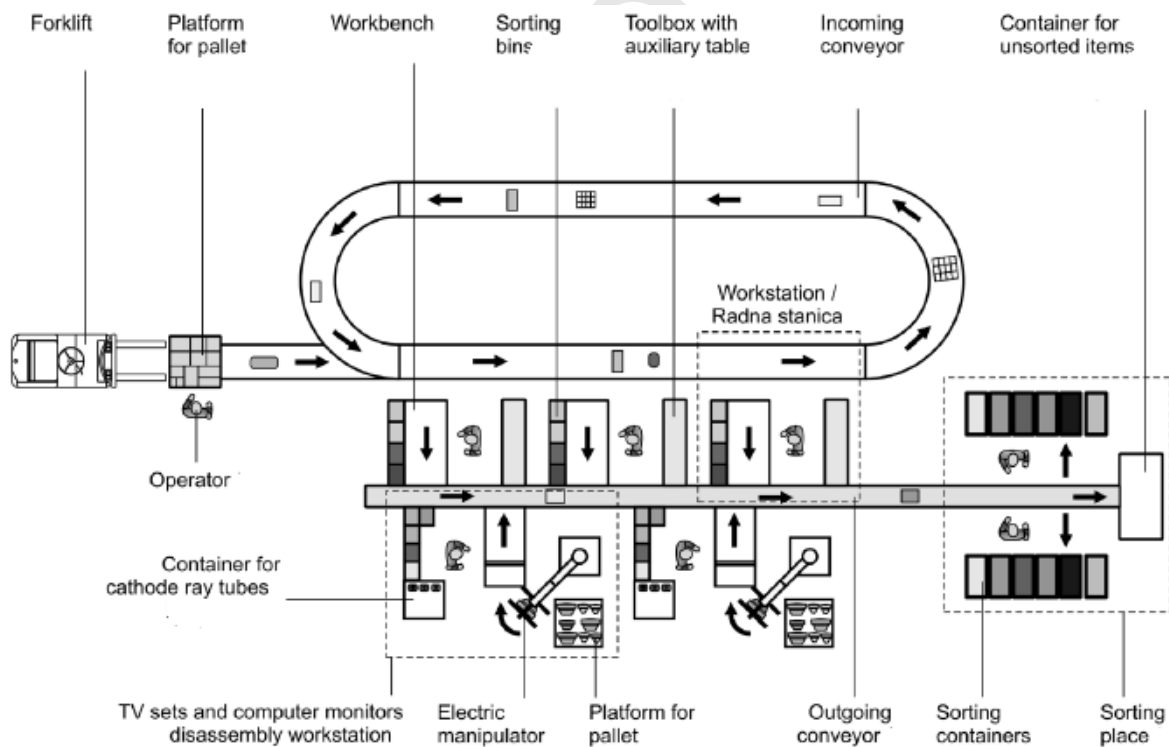 Forklift
Platform
for pallet
Workbench
Sorting
bins
Toolbox with
auxiliary table
Incoming
conveyor
Container for
unsorted items
Workstation /
Radna stanica
Operator
Container for
cathode ray tubes
TV sets and computer monitors
disassembly workstation
Electric
manipulator
Platform for
pallet
Outgoing
conveyor
Sorting
containers
Sorting
place